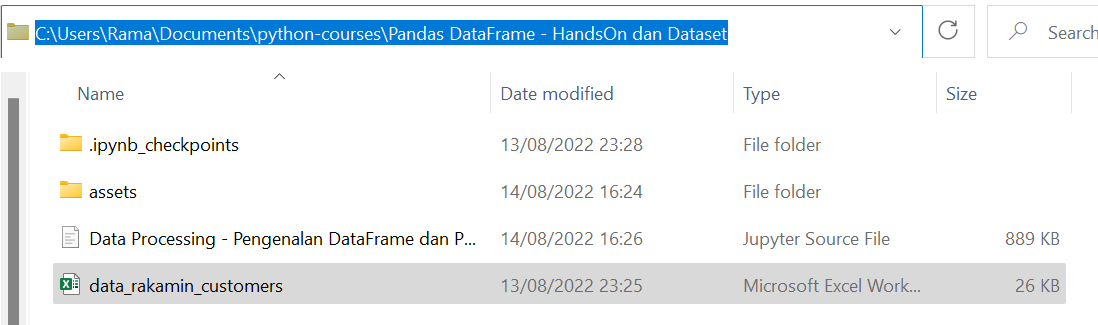 C:\Users\Rama\Documents\python-courses\Pandas DataFrame - HandsOn dan Dataset
Search
Name Date modified Type Size
.ipynb_checkpoints 13/08/2022 23:28 File folder
assets 14/08/2022 16:24 File folder
Data Processing - Pengenalan DataFrame dan P... 14/08/2022 16:26 Jupyter Source File 889 KB
data_rakamin_customers 13/08/2022 23:25 Microsoft Excel Work... 26 KB